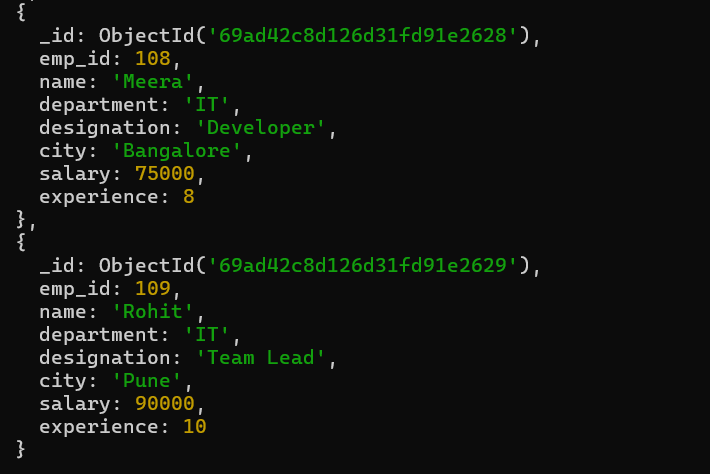 {
_id: ObjectId('69ad42c8d126d31fd91e2628'),
emp_id: 108,
name: 'Meera',
department: 'IT',
designation: 'Developer',
city: 'Bangalore',
salary: 75000,
experience: 8
},
{
_id: ObjectId('69ad42c8d126d31fd91e2629'),
emp_id: 109,
name: 'Rohit',
department: 'IT',
designation: 'Team Lead',
city: 'Pune',
salary: 90000,
experience: 10
}